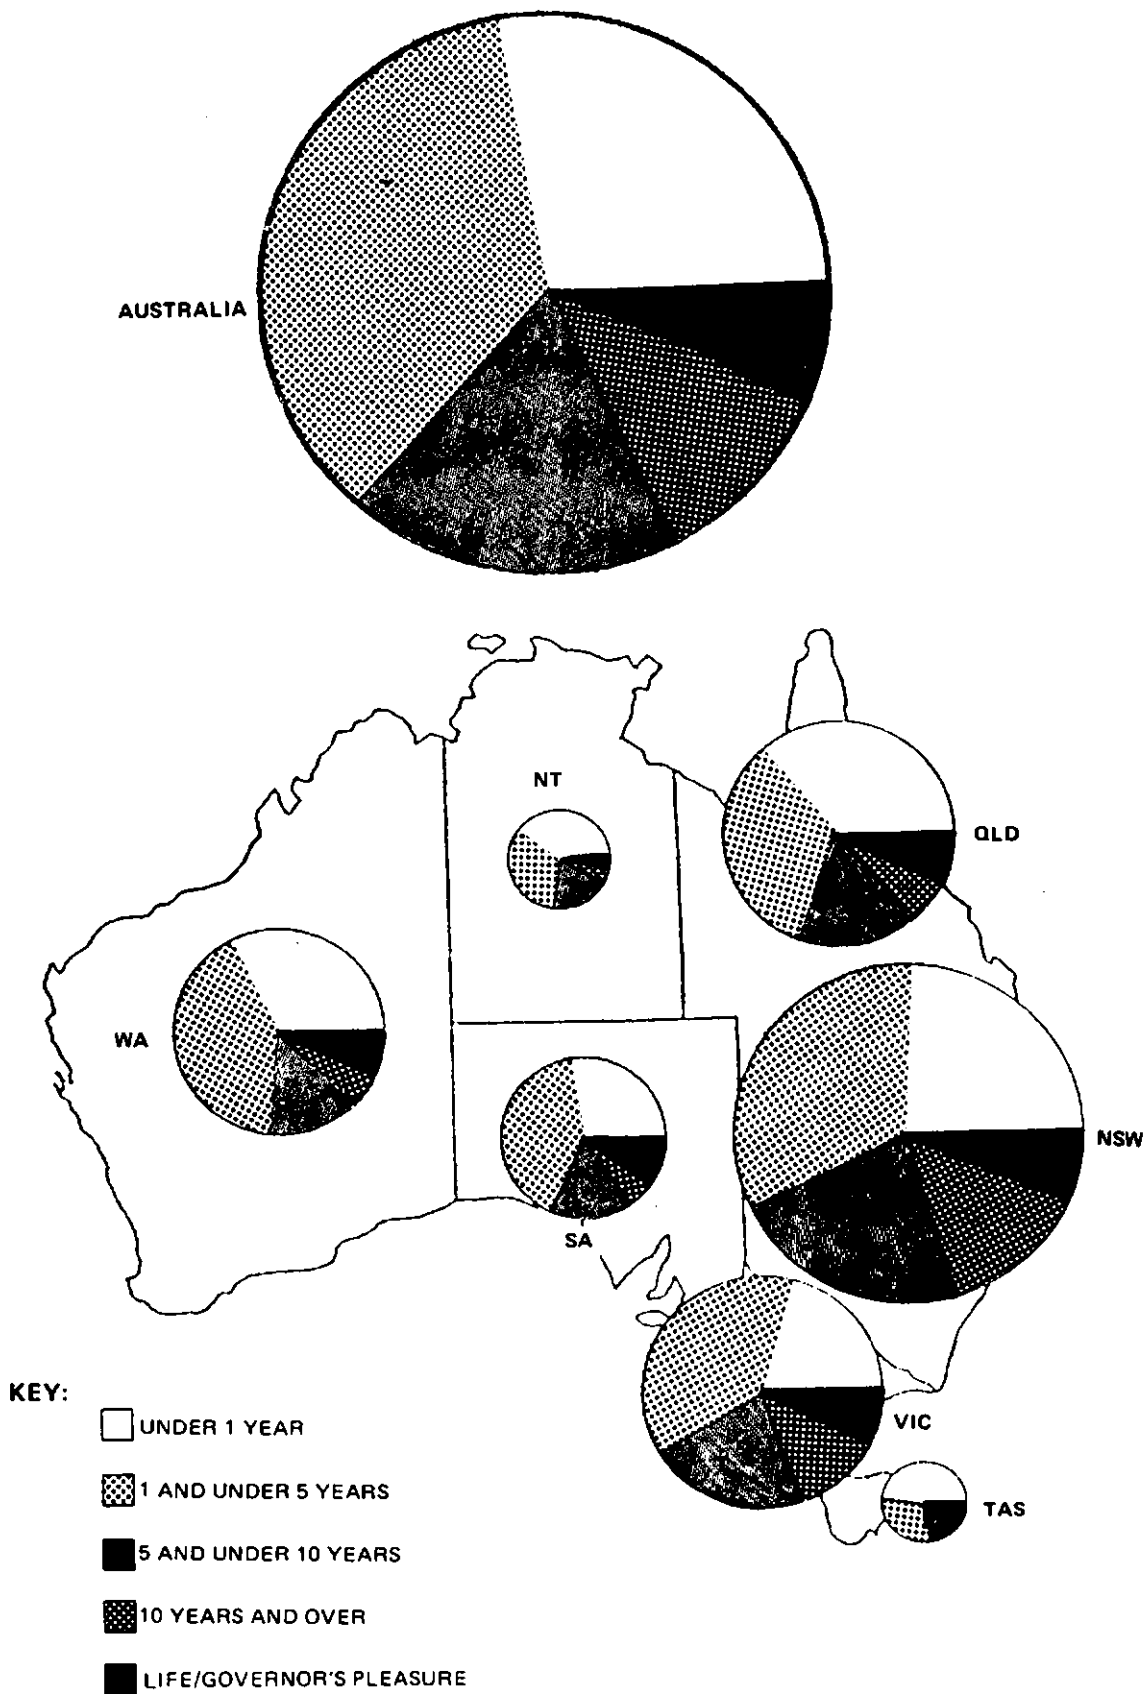 AUSTRALIA
NT
QLD
WA
NSW
SA
VIC
TAS
KEY:
UNDER 1 YEAR
1 AND UNDER 5 YEARS
5 AND UNDER 10 YEARS
10 YEARS AND OVER
LIFE/GOVERNOR'S PLEASURE